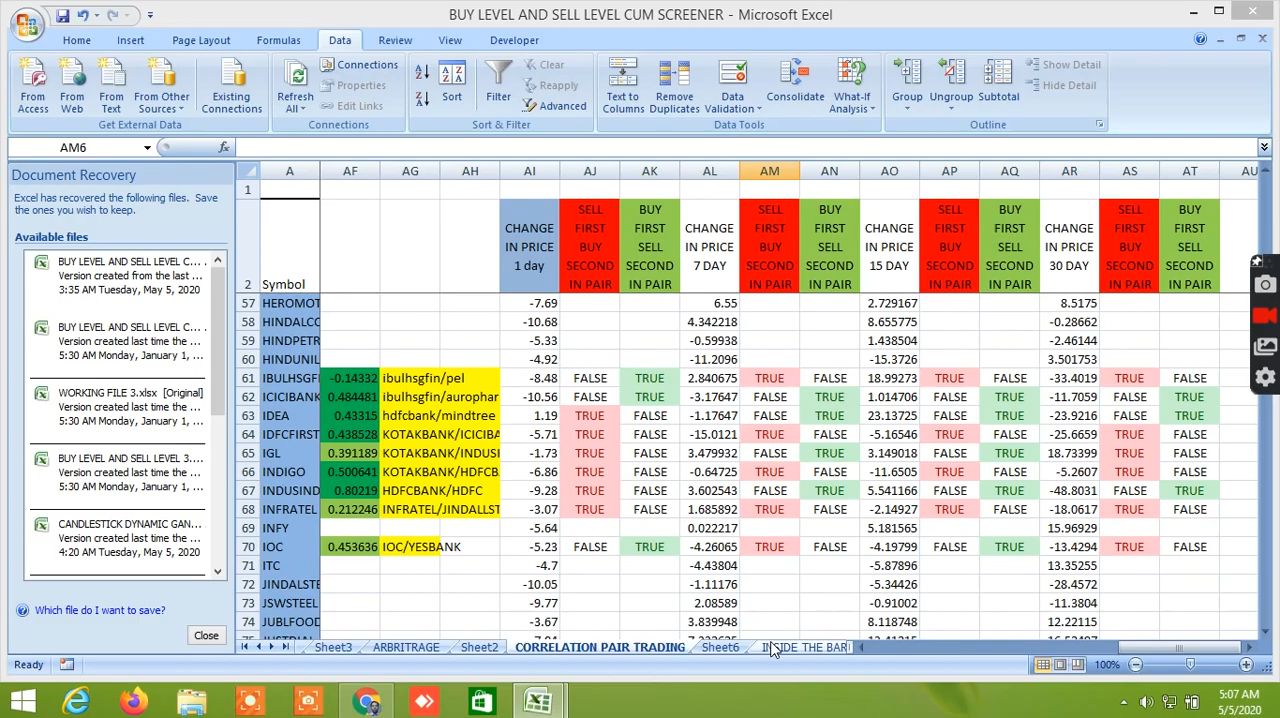 BUY LEVEL AND SELL LEVEL CUM SCREENER - Microsoft Excel
Home Insert Page Layout Formulas Data Review View Developer
From Access
From Web
From Text
From Other Sources
Existing Connections
Get External Data
Refresh All
Connections
Properties
Edit Links
Connections
Sort
Filter
Clear
Reapply
Advanced
Sort & Filter
Text to Columns
Remove Duplicates
Data Validation
Consolidate
What-If Analysis
Data Tools
Group
Ungroup
Subtotal
Show Detail
Hide Detail
Outline
AM6
fx
Document Recovery
Excel has recovered the following files. Save
the ones you wish to keep.
Available files
BUY LEVEL AND SELL LEVEL C...
Version created from the last ...
3:35 AM Tuesday, May 5, 2020
BUY LEVEL AND SELL LEVEL C...
Version created last time the ...
5:30 AM Monday, January 1, ...
WORKING FILE 3.xlsx [Original]
Version created last time the ...
5:30 AM Monday, January 1, ...
BUY LEVEL AND SELL LEVEL 3....
Version created last time the ...
5:30 AM Monday, January 1, ...
CANDLESTICK DYNAMIC GAN...
Version created last time the ...
4:20 AM Tuesday, May 5, 2020
Which file do I want to save?
Close
A AF AG AH AI AJ AK AL AM AN AO AP AQ AR AS AT AU
1
2 Symbol CHANGE IN PRICE 1 day SELL FIRST BUY SECOND IN PAIR BUY FIRST SELL SECOND IN PAIR CHANGE IN PRICE 7 DAY SELL FIRST BUY SECOND IN PAIR BUY FIRST SELL SECOND IN PAIR CHANGE IN PRICE 15 DAY SELL FIRST BUY SECOND IN PAIR BUY FIRST SELL SECOND IN PAIR CHANGE IN PRICE 30 DAY SELL FIRST BUY SECOND IN PAIR BUY FIRST SELL SECOND IN PAIR
57 HEROMOT -7.69 6.55 2.729167 8.5175
58 HINDALCO -10.68 4.342218 8.655775 -0.28662
59 HINDPETR -5.33 -0.59938 1.438504 -2.46144
60 HINDUNIL -4.92 -11.2096 -15.3726 3.501753
61 IBULHSGF -0.14332 ibulhsgfin/pel -8.48 FALSE TRUE 2.840675 TRUE FALSE 18.99273 TRUE FALSE -33.4019 TRUE FALSE
62 ICICIBANK 0.484481 ibulhsgfin/aurophar -10.56 FALSE TRUE -3.17647 FALSE TRUE 1.014706 FALSE TRUE -11.7059 FALSE TRUE
63 IDEA 0.43315 hdfcbank/mindtree 1.19 TRUE FALSE -1.17647 FALSE TRUE 23.13725 FALSE TRUE -23.9216 FALSE TRUE
64 IDFCFIRST 0.438528 KOTAKBANK/ICICIBA -5.71 TRUE FALSE -15.0121 TRUE FALSE -5.16546 TRUE FALSE -25.6659 TRUE FALSE
65 IGL 0.391189 KOTAKBANK/INDUSI -1.73 TRUE FALSE 3.479932 FALSE TRUE 3.149018 FALSE TRUE 18.73399 TRUE FALSE
66 INDIGO 0.500641 KOTAKBANK/HDFCB -6.86 TRUE FALSE -0.64725 TRUE FALSE -11.6505 TRUE FALSE -5.2607 TRUE FALSE
67 INDUSIND 0.80219 HDFCBANK/HDFC -9.28 TRUE FALSE 3.602543 FALSE TRUE 5.541166 FALSE TRUE -48.8031 FALSE TRUE
68 INFRATEL 0.212246 INFRATEL/JINDALLST -3.07 TRUE FALSE 1.685892 TRUE FALSE -2.14927 TRUE FALSE -18.0617 TRUE FALSE
69 INFY -5.64 0.022217 5.181565 15.96929
70 IOC 0.453636 IOC/YESBANK -5.23 FALSE TRUE -4.26065 TRUE FALSE -4.19799 FALSE TRUE -13.4294 TRUE FALSE
71 ITC -4.7 -4.43804 -5.87896 13.35255
72 JINDALSTE -10.05 -1.11176 -5.34426 -28.4572
73 JSWSTEEL -9.77 2.08589 -0.91002 -11.3804
74 JUBLFOOD -3.67 3.839948 8.608114 12.22115
Sheet3 ARBITRAGE Sheet2 CORRELATION PAIR TRADING Sheet6 INSIDE THE BAR
Ready
100%
5:07 AM
5/5/2020